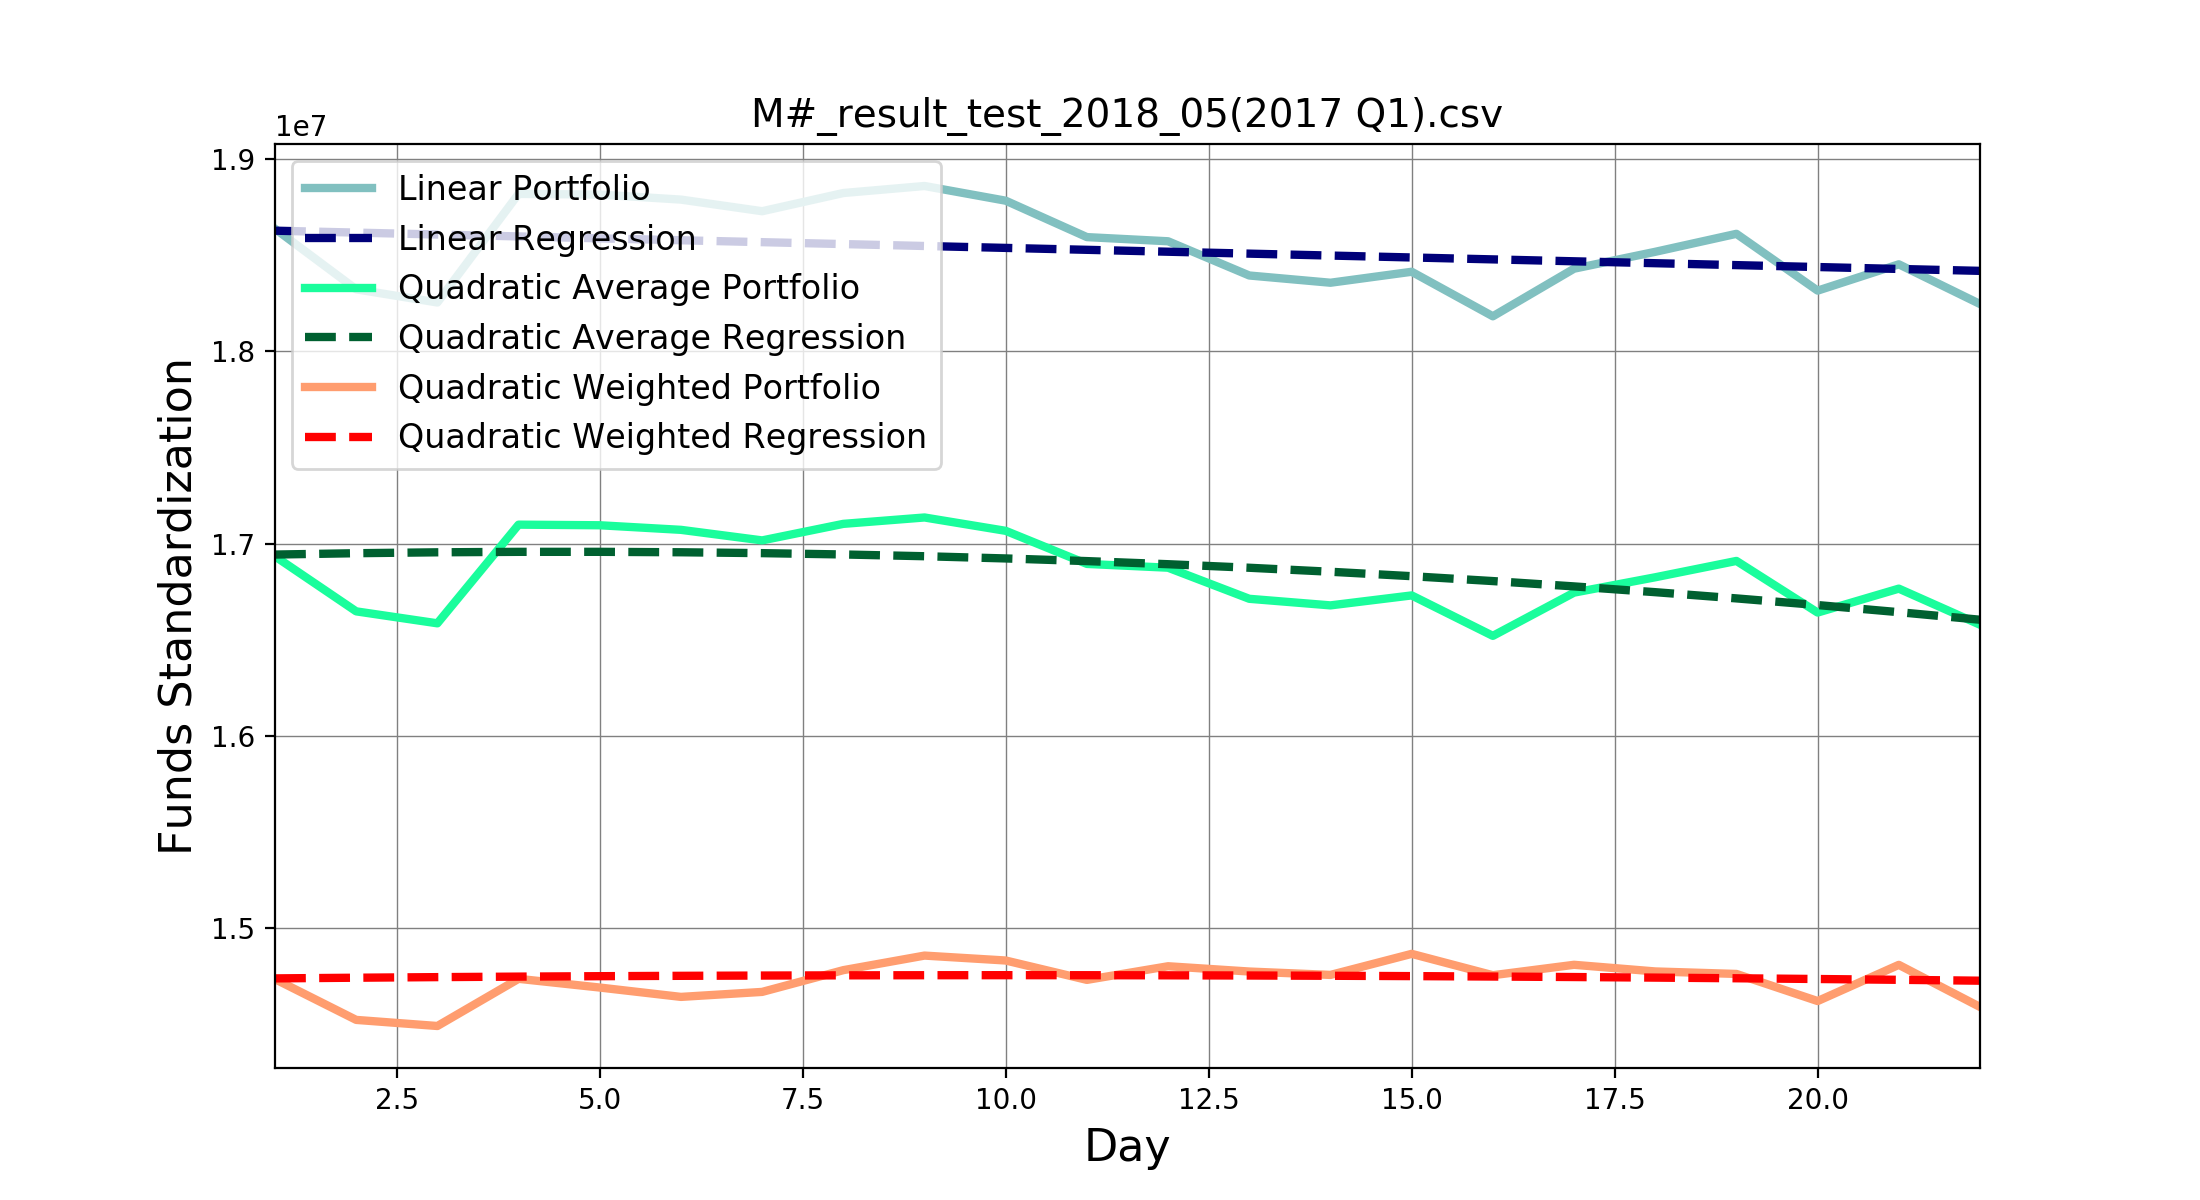 M#_result_test_2018_05(2017 Q1).csv
1e7
1.9
1.8
1.7
1.6
1.5
Funds Standardization
Linear Portfolio
Linear Regression
Quadratic Average Portfolio
Quadratic Average Regression
Quadratic Weighted Portfolio
Quadratic Weighted Regression
2.5 5.0 7.5 10.0 12.5 15.0 17.5 20.0
Day